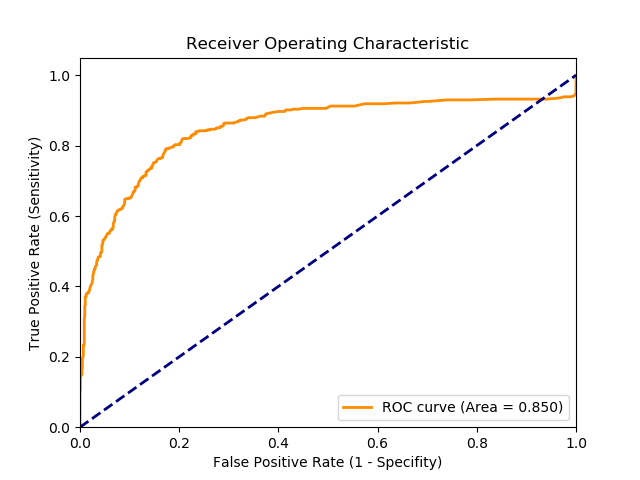 Receiver Operating Characteristic
True Positive Rate (Sensitivity)
1.0
0.8
0.6
0.4
0.2
0.0
ROC curve (Area = 0.850)
0.0 0.2 0.4 0.6 0.8 1.0
False Positive Rate (1 - Specifity)